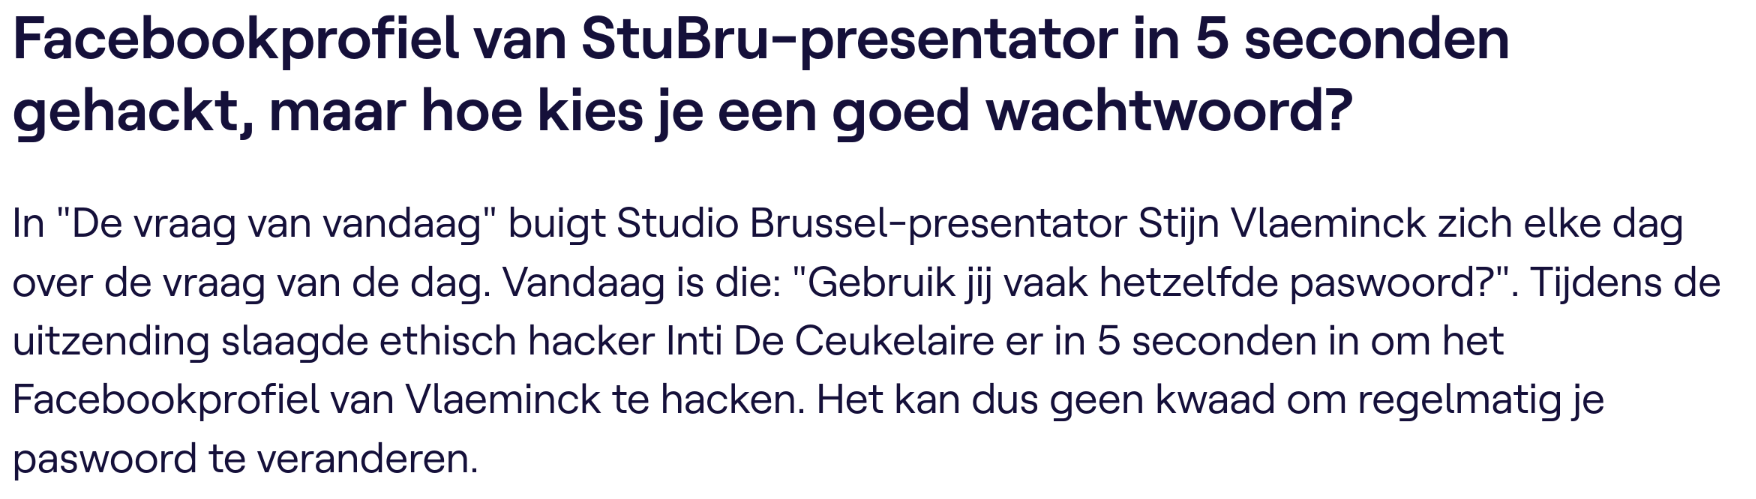 Facebookprofiel van StuBru-presentator in 5 seconden
gehackt, maar hoe kies je een goed wachtwoord?
In "De vraag van vandaag" buigt Studio Brussel-presentator Stijn Vlaeminck zich elke dag
over de vraag van de dag. Vandaag is die: "Gebruik jij vaak hetzelfde paswoord?". Tijdens de
uitzending slaagde ethisch hacker Inti De Ceukelaire er in 5 seconden in om het
Facebookprofiel van Vlaeminck te hacken. Het kan dus geen kwaad om regelmatig je
paswoord te veranderen.